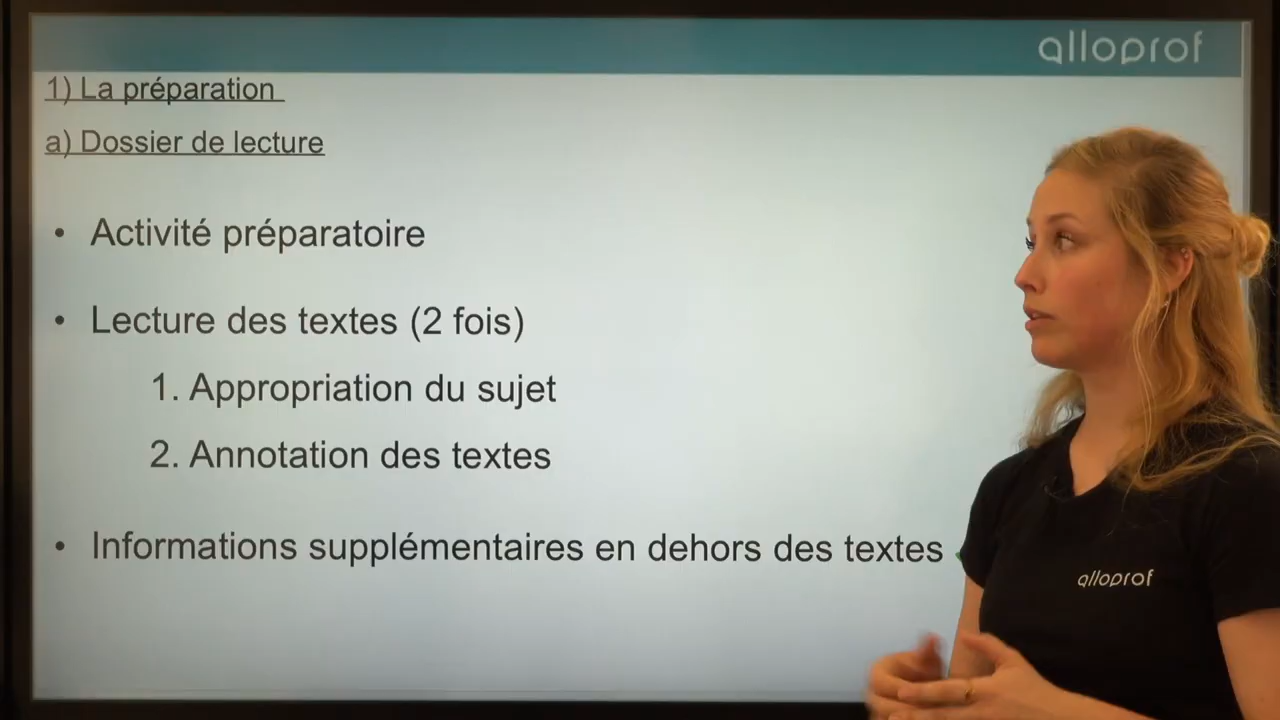 alloprof
1) La préparation
a) Dossier de lecture
• Activité préparatoire
• Lecture des textes (2 fois)
1. Appropriation du sujet
2. Annotation des textes
• Informations supplémentaires en dehors des textes
alloprof